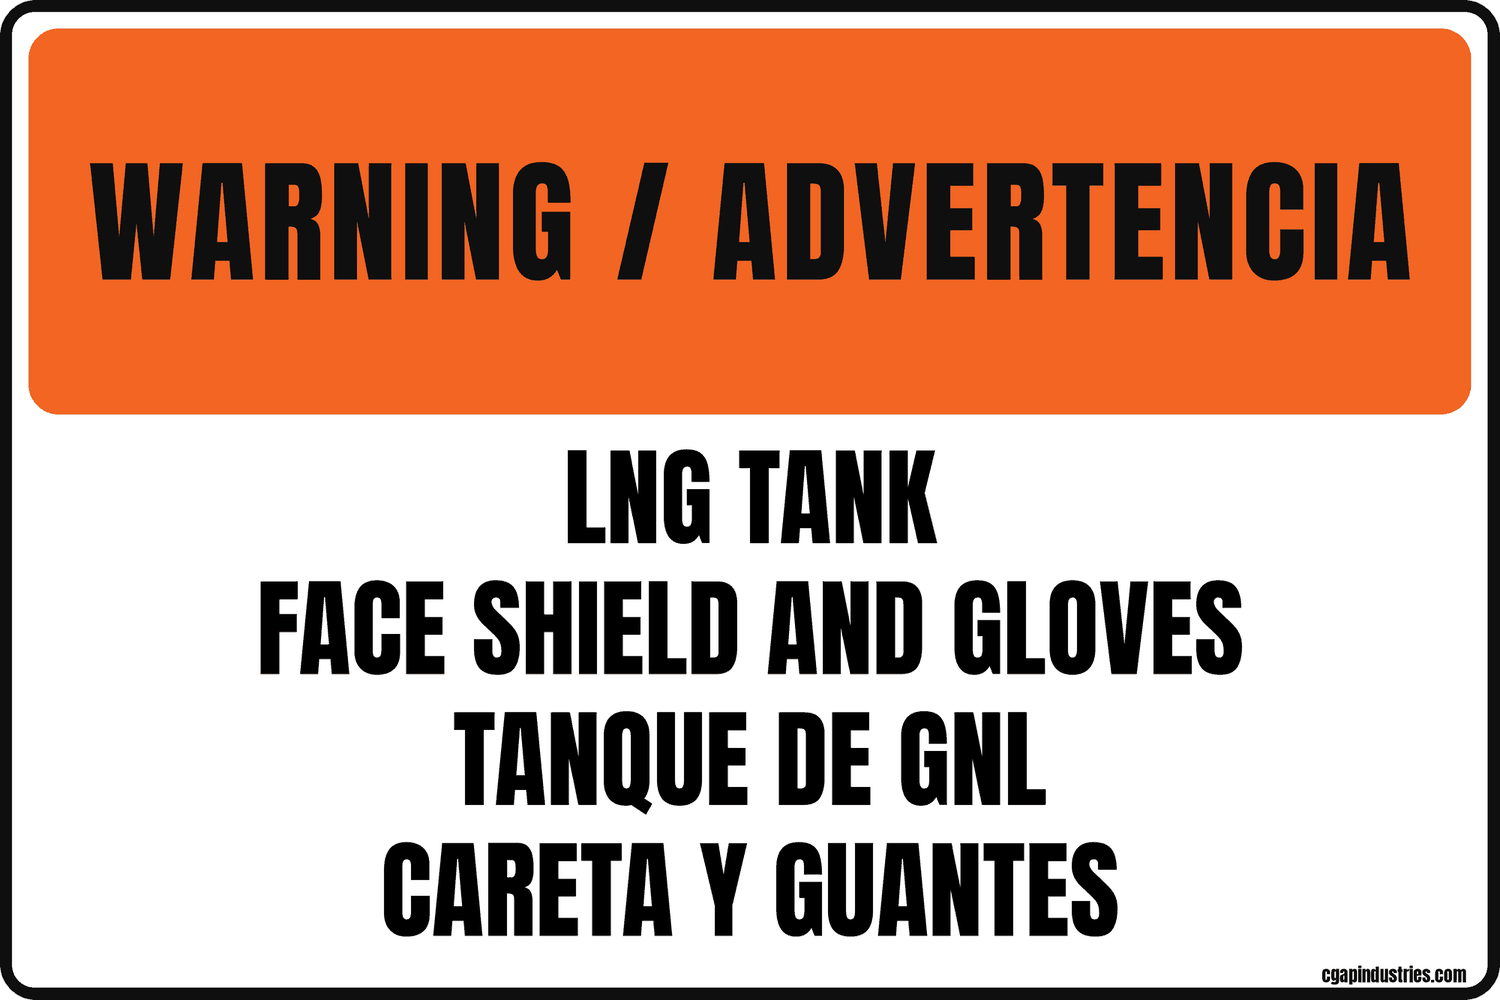 WARNING / ADVERTENCIA
LNG TANK
FACE SHIELD AND GLOVES
TANQUE DE GNL
CARETA Y GUANTES
cgapindustries.com